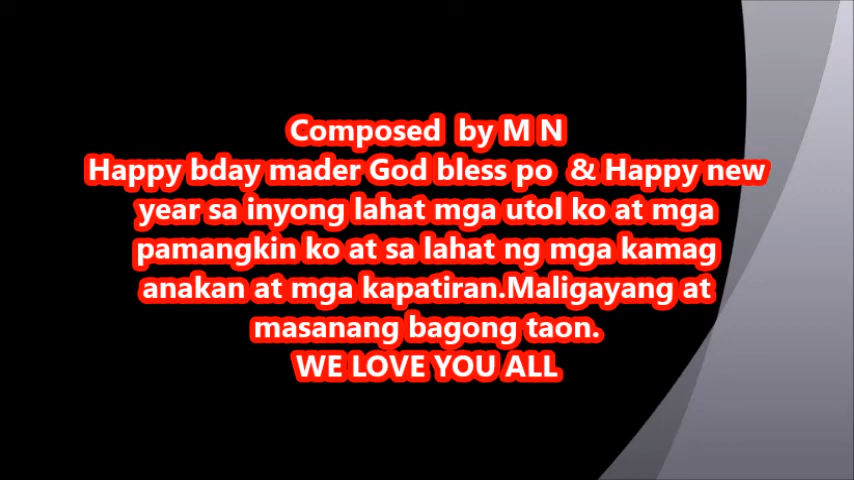 Composed by M N
Happy bday mader God bless po & Happy new
year sa inyong lahat mga utol ko at mga
pamangkin ko at sa lahat ng mga kamag
anakan at mga kapatiran.Maligayang at
masanang bagong taon.
WE LOVE YOU ALL